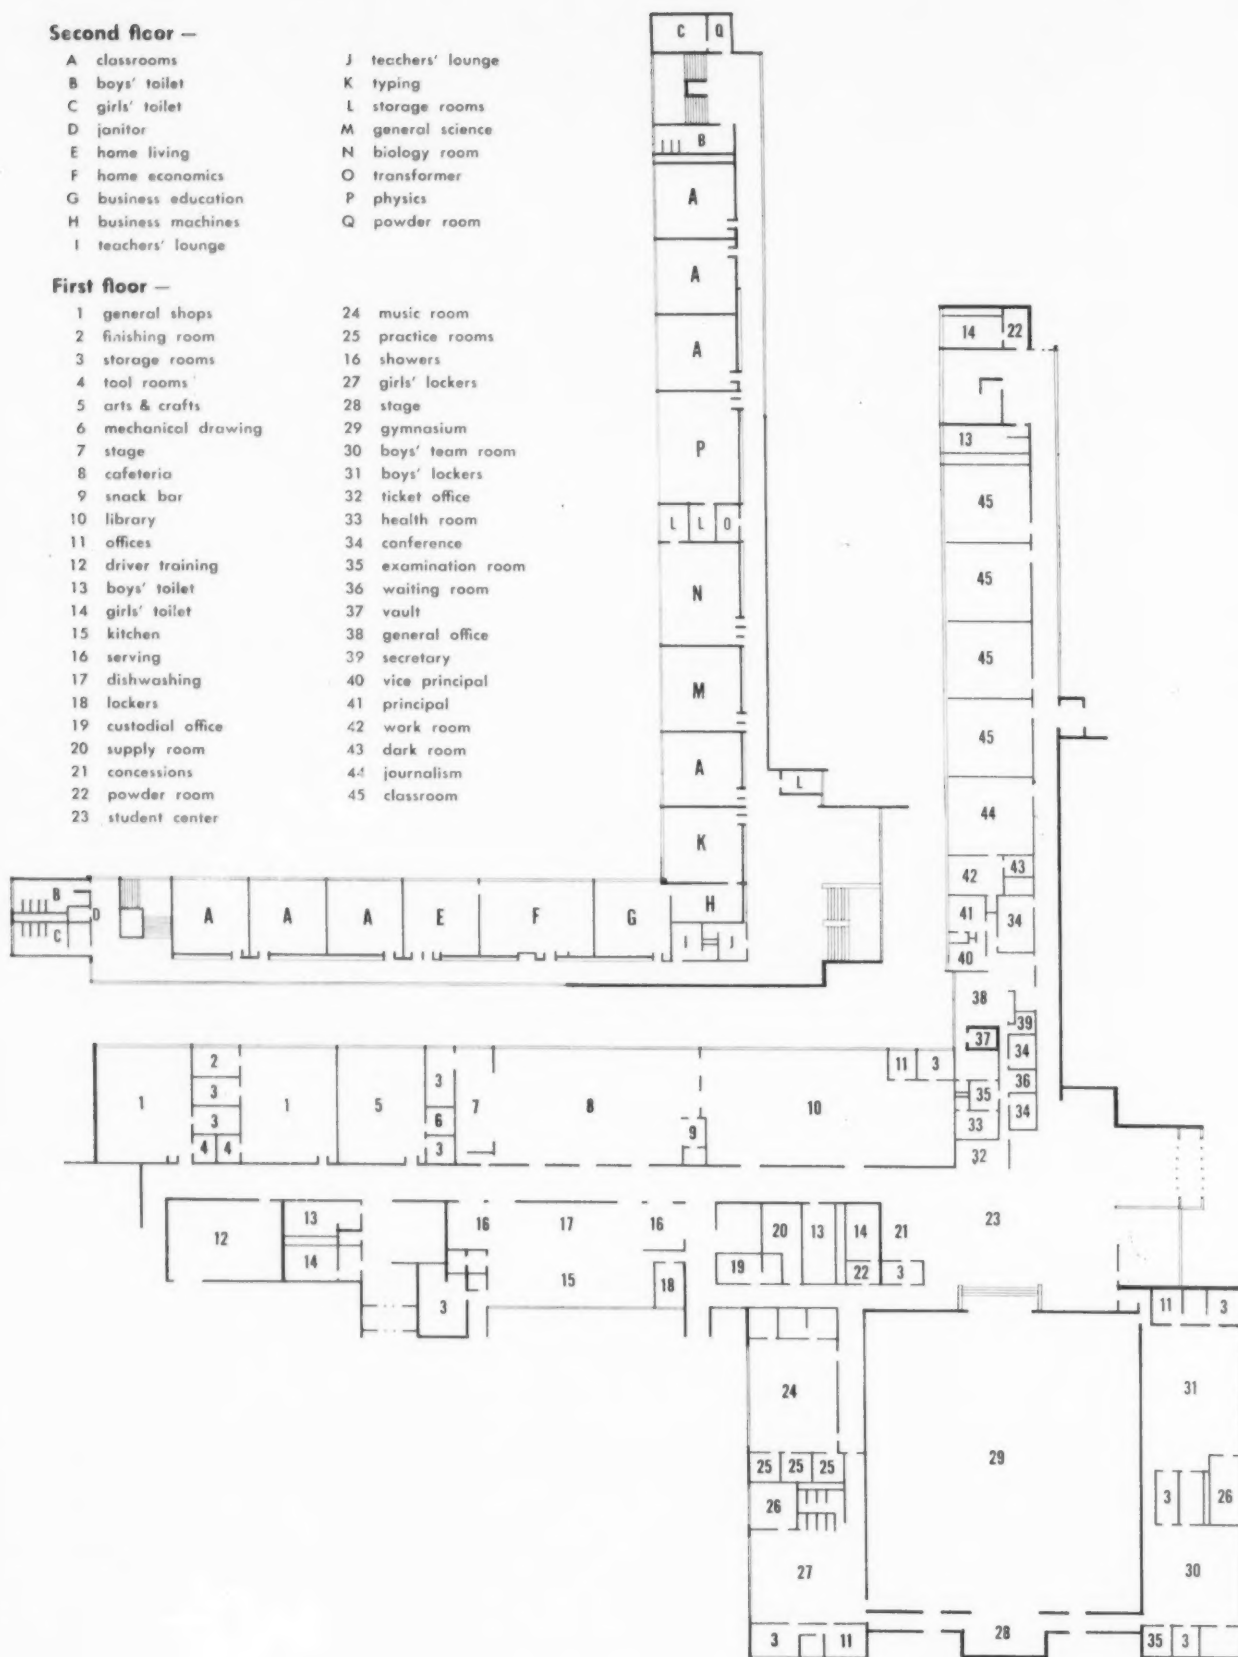 Second floor —
A classrooms
B boys' toilet
C girls' toilet
D janitor
E home living
F home economics
G business education
H business machines
I teachers' lounge
J teachers' lounge
K typing
L storage rooms
M general science
N biology room
O transformer
P physics
Q powder room
First floor —
1 general shops
2 finishing room
3 storage rooms
4 tool rooms
5 arts & crafts
6 mechanical drawing
7 stage
8 cafeteria
9 snack bar
10 library
11 offices
12 driver training
13 boys' toilet
14 girls' toilet
15 kitchen
16 serving
17 dishwashing
18 lockers
19 custodial office
20 supply room
21 concessions
22 powder room
23 student center
24 music room
25 practice rooms
16 showers
27 girls' lockers
28 stage
29 gymnasium
30 boys' team room
31 boys' lockers
32 ticket office
33 health room
34 conference
35 examination room
36 waiting room
37 vault
38 general office
39 secretary
40 vice principal
41 principal
42 work room
43 dark room
44 journalism
45 classroom
C Q
B
A
A
A
P
L L O
N
M
A
L
K
B
D
C
A A A E F G H
I J
14 22
13
45
45
45
45
44
42 43
41 34
40
38
39
37
34
36
35
34
33
32
1 2 3 3 4 4 1 5 3 6 3 7 8 9 10 11 3
12 13 14 16 17 16 15 3 18 20 19 13 14 22 21 3 23
11 3
24 31
29
25 25 25
26 3 26
27 30
3 11 28 35 3